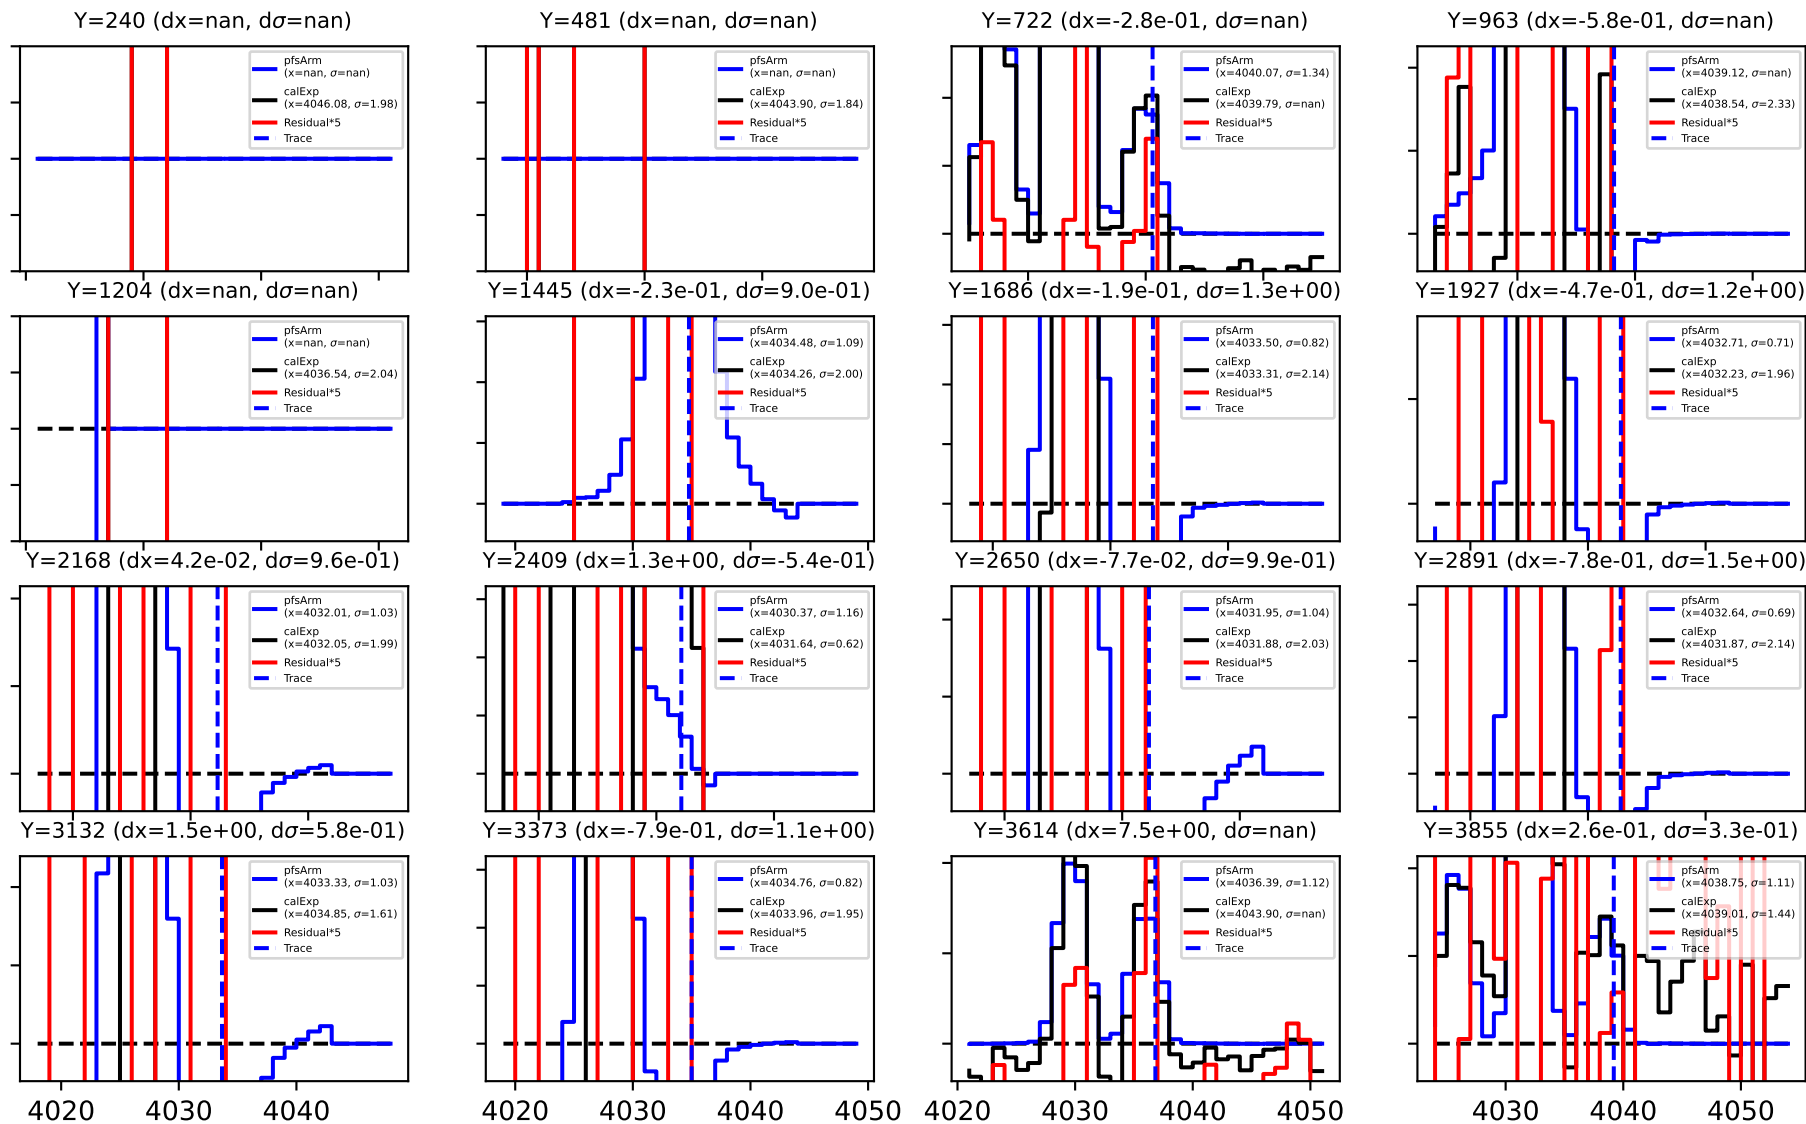 Y=240 (dx=nan, dσ=nan)
pfsArm
(x=nan, σ=nan)
calExp
(x=4046.08, σ=1.98)
Residual*5
Trace
Y=481 (dx=nan, dσ=nan)
pfsArm
(x=nan, σ=nan)
calExp
(x=4043.90, σ=1.84)
Residual*5
Trace
Y=722 (dx=-2.8e-01, dσ=nan)
pfsArm
(x=4040.07, σ=1.34)
calExp
(x=4039.79, σ=nan)
Residual*5
Trace
Y=963 (dx=-5.8e-01, dσ=nan)
pfsArm
(x=4039.12, σ=nan)
calExp
(x=4038.54, σ=2.33)
Residual*5
Trace
Y=1204 (dx=nan, dσ=nan)
pfsArm
(x=nan, σ=nan)
calExp
(x=4036.54, σ=2.04)
Residual*5
Trace
Y=1445 (dx=-2.3e-01, dσ=9.0e-01)
pfsArm
(x=4034.48, σ=1.09)
calExp
(x=4034.26, σ=2.00)
Residual*5
Trace
Y=1686 (dx=-1.9e-01, dσ=1.3e+00)
pfsArm
(x=4033.50, σ=0.82)
calExp
(x=4033.31, σ=2.14)
Residual*5
Trace
Y=1927 (dx=-4.7e-01, dσ=1.2e+00)
pfsArm
(x=4032.71, σ=0.71)
calExp
(x=4032.23, σ=1.96)
Residual*5
Trace
Y=2168 (dx=4.2e-02, dσ=9.6e-01)
pfsArm
(x=4032.01, σ=1.03)
calExp
(x=4032.05, σ=1.99)
Residual*5
Trace
Y=2409 (dx=1.3e+00, dσ=-5.4e-01)
pfsArm
(x=4030.37, σ=1.16)
calExp
(x=4031.64, σ=0.62)
Residual*5
Trace
Y=2650 (dx=-7.7e-02, dσ=9.9e-01)
pfsArm
(x=4031.95, σ=1.04)
calExp
(x=4031.88, σ=2.03)
Residual*5
Trace
Y=2891 (dx=-7.8e-01, dσ=1.5e+00)
pfsArm
(x=4032.64, σ=0.69)
calExp
(x=4031.87, σ=2.14)
Residual*5
Trace
Y=3132 (dx=1.5e+00, dσ=5.8e-01)
pfsArm
(x=4033.33, σ=1.03)
calExp
(x=4034.85, σ=1.61)
Residual*5
Trace
Y=3373 (dx=-7.9e-01, dσ=1.1e+00)
pfsArm
(x=4034.76, σ=0.82)
calExp
(x=4033.96, σ=1.95)
Residual*5
Trace
Y=3614 (dx=7.5e+00, dσ=nan)
pfsArm
(x=4036.39, σ=1.12)
calExp
(x=4043.90, σ=nan)
Residual*5
Trace
Y=3855 (dx=2.6e-01, dσ=3.3e-01)
pfsArm
(x=4038.75, σ=1.11)
calExp
(x=4039.01, σ=1.44)
Residual*5
Trace
4020 4030 4040
4020 4030 4040 4050
4020 4030 4040 4050
4030 4040 4050